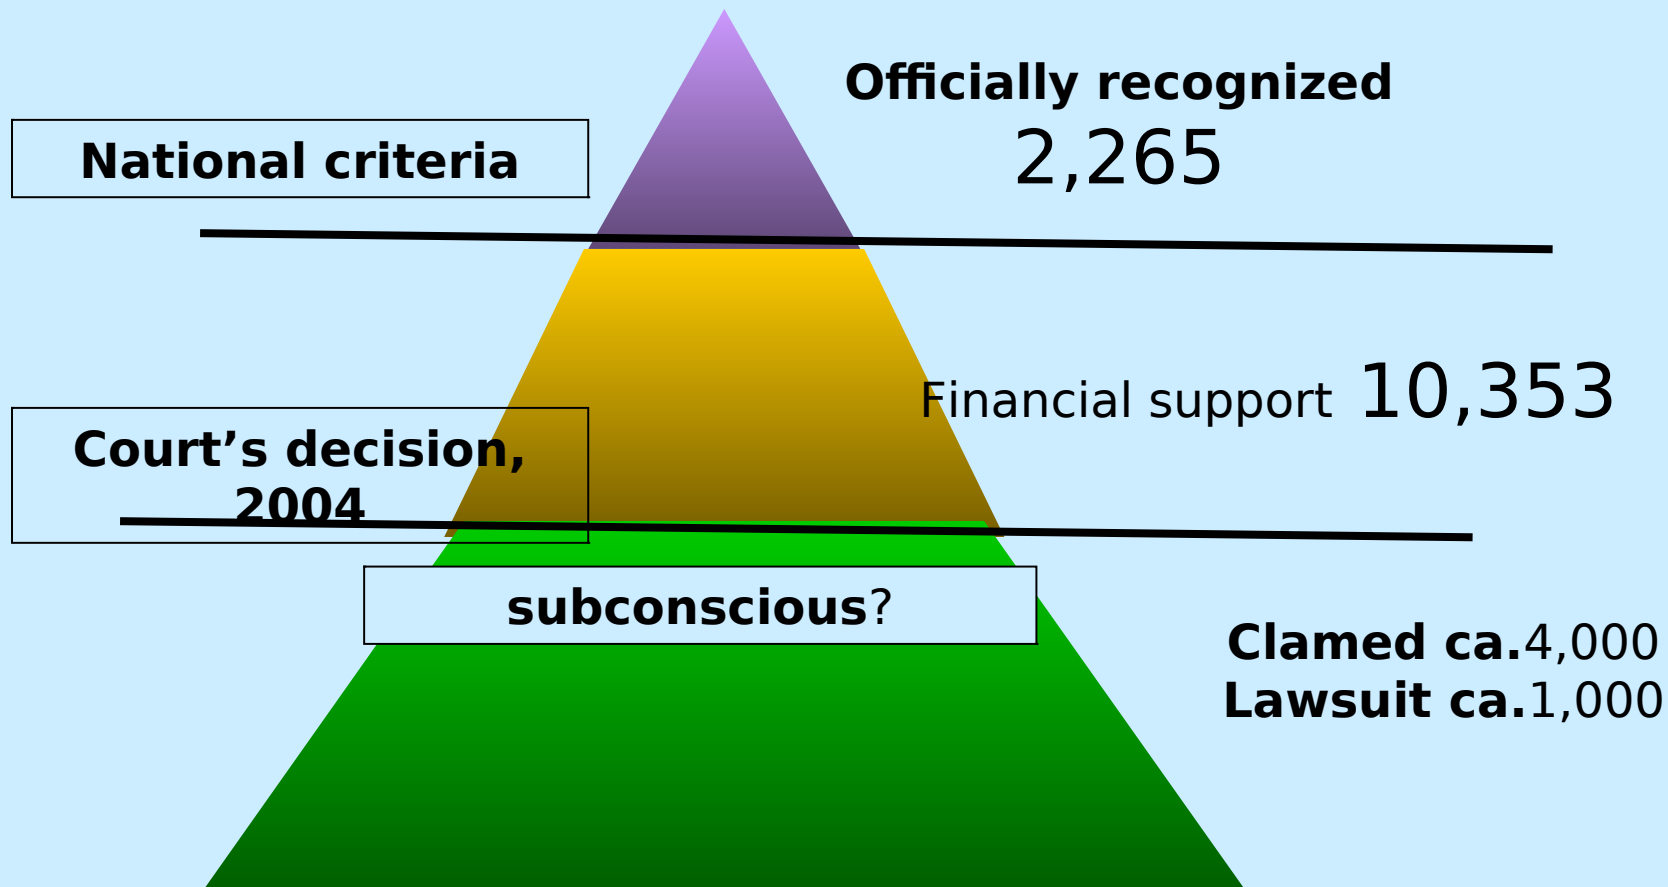 Officially recognized
2,265
National criteria
Financial support 10,353
Court’s decision,
2004
subconscious?
Clamed ca.4,000
Lawsuit ca.1,000